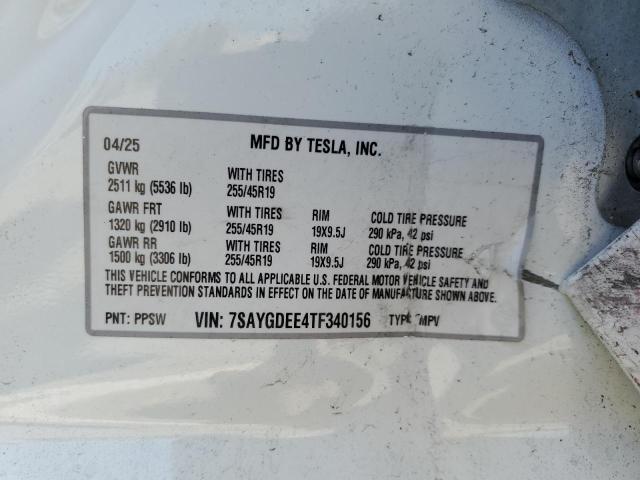 04/25 MFD BY TESLA, INC.
GVWR WITH TIRES
2511 kg (5536 lb) 255/45R19
GAWR FRT WITH TIRES RIM COLD TIRE PRESSURE
1320 kg (2910 lb) 255/45R19 19X9.5J 290 kPa, 42 psi
GAWR RR WITH TIRES RIM COLD TIRE PRESSURE
1500 kg (3306 lb) 255/45R19 19X9.5J 290 kPa, 42 psi
THIS VEHICLE CONFORMS TO ALL APPLICABLE U.S. FEDERAL MOTOR VEHICLE SAFETY AND
THEFT PREVENTION STANDARDS IN EFFECT ON THE DATE OF MANUFACTURE SHOWN ABOVE.
PNT: PPSW VIN: 7SAYGDEE4TF340156 TYPE: MPV